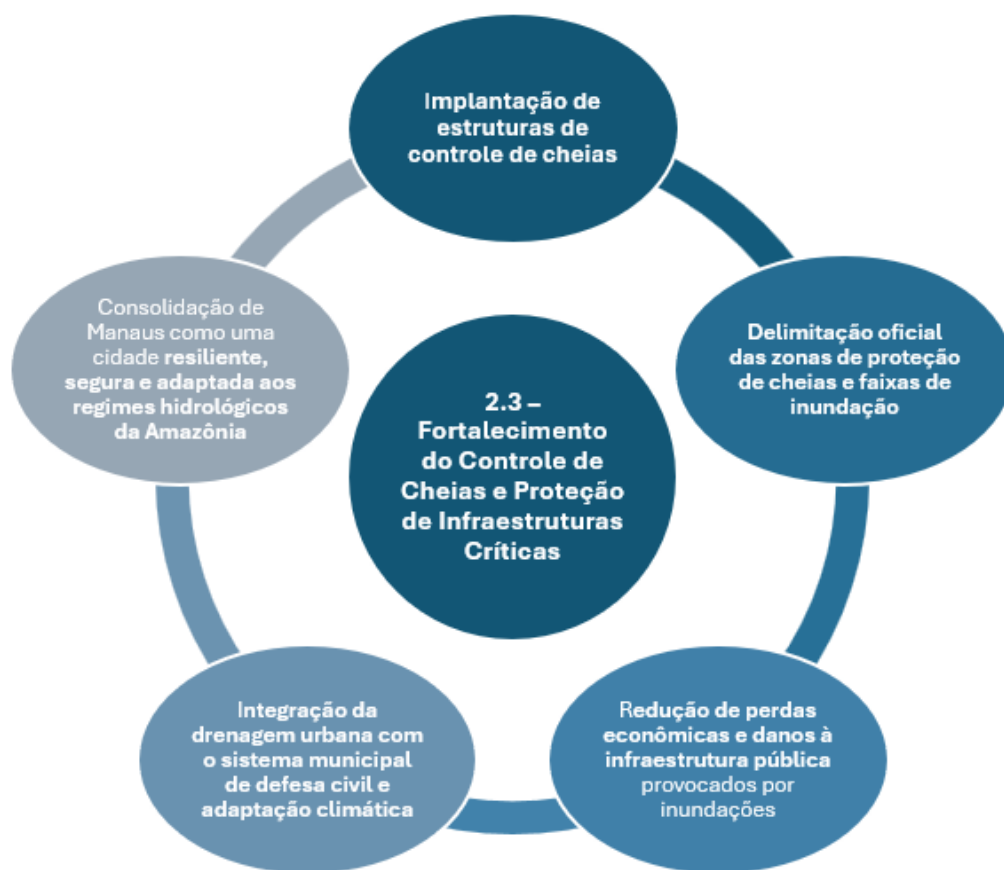 Implantação de
estruturas de
controle de cheias
Delimitação oficial
das zonas de proteção
de cheias e faixas de
inundação
Redução de perdas
econômicas e danos à
infraestrutura pública
provocados por
inundações
Integração da
drenagem urbana com
o sistema municipal
de defesa civil e
adaptação climática
Consolidação de
Manaus como uma
cidade resiliente,
segura e adaptada aos
regimes hidrológicos
da Amazônia
2.3 –
Fortalecimento
do Controle de
Cheias e Proteção
de Infraestruturas
Críticas